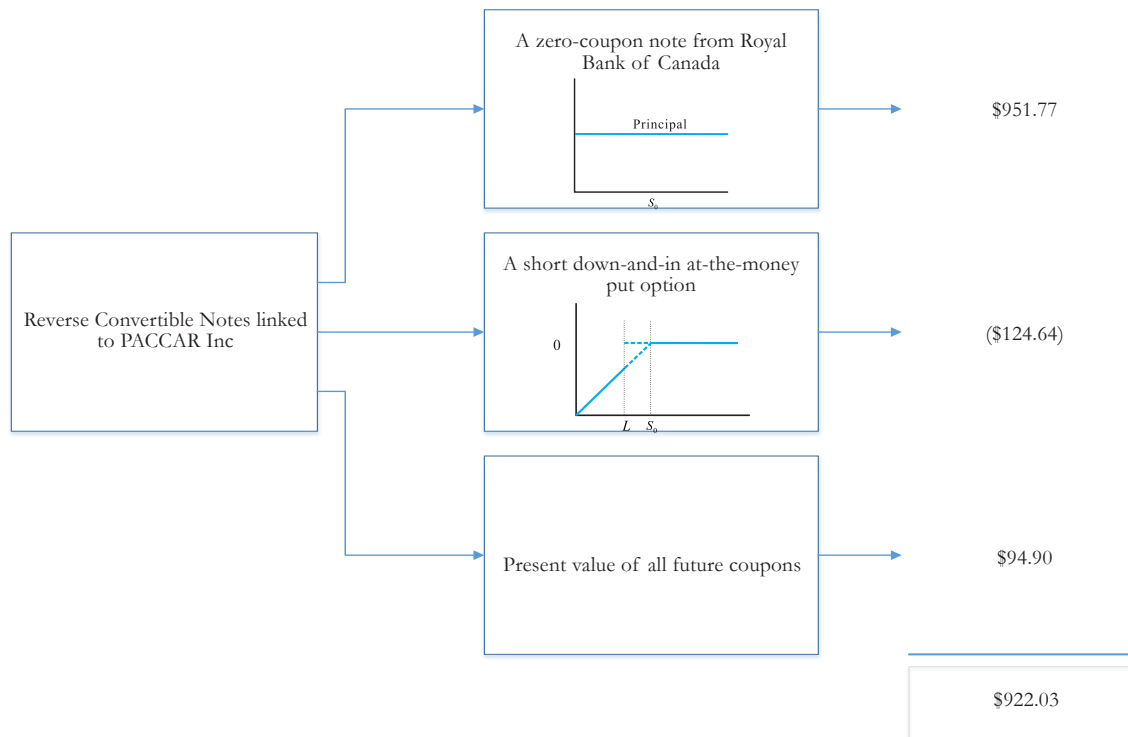 A zero-coupon note from Royal
Bank of Canada
Principal
S₀
$951.77
Reverse Convertible Notes linked
to PACCAR Inc
A short down-and-in at-the-money
put option
0
L S₀
($124.64)
Present value of all future coupons
$94.90
$922.03